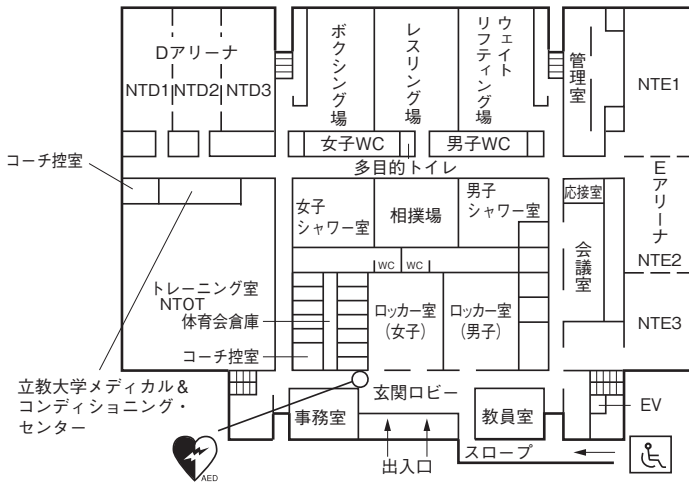 Dアリーナ
NTD1
NTD2
NTD3
ボクシング場
レスリング場
ウェイト
リフティング場
管理室
NTE1
女子WC
男子WC
多目的トイレ
コーチ控室
女子
シャワー室
相撲場
男子
シャワー室
応接室
Eアリーナ
会議室
NTE2
WC
WC
トレーニング室
NTOT
体育会倉庫
ロッカー室
(女子)
ロッカー室
(男子)
NTE3
コーチ控室
立教大学メディカル&
コンディショニング・
センター
玄関ロビー
事務室
教員室
EV
出入口
スロープ
AED